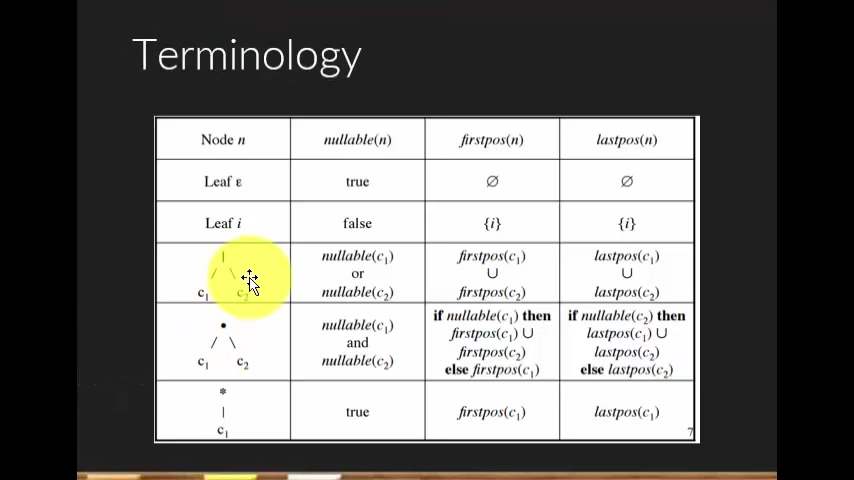 Terminology
Node n nullable(n) firstpos(n) lastpos(n)
Leaf ε true ∅ ∅
Leaf i false {i} {i}
| nullable(c₁) firstpos(c₁) lastpos(c₁)
/ \ or ∪ ∪
c₁ c₂ nullable(c₂) firstpos(c₂) lastpos(c₂)
if nullable(c₁) then if nullable(c₂) then
• nullable(c₁) firstpos(c₁) ∪ lastpos(c₁) ∪
/ \ and firstpos(c₂) lastpos(c₂)
c₁ c₂ nullable(c₂) else firstpos(c₁) else lastpos(c₂)
*
| true firstpos(c₁) lastpos(c₁)
c₁ 7